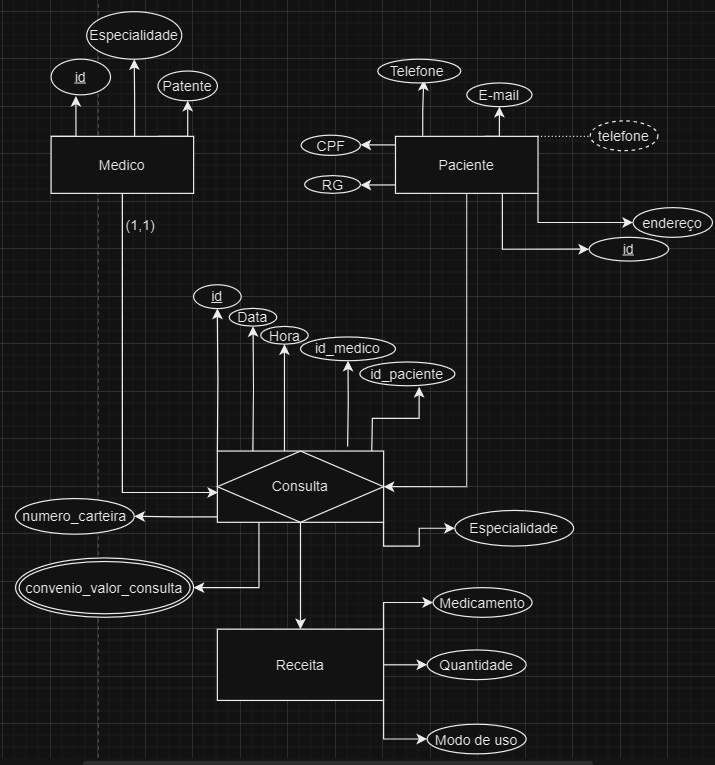 Especialidade
id
Patente
Medico
(1,1)
Telefone
E-mail
CPF
RG
Paciente
telefone
endereço
id
id
Data
Hora
id_medico
id_paciente
Consulta
numero_carteira
convenio_valor_consulta
Especialidade
Receita
Medicamento
Quantidade
Modo de uso